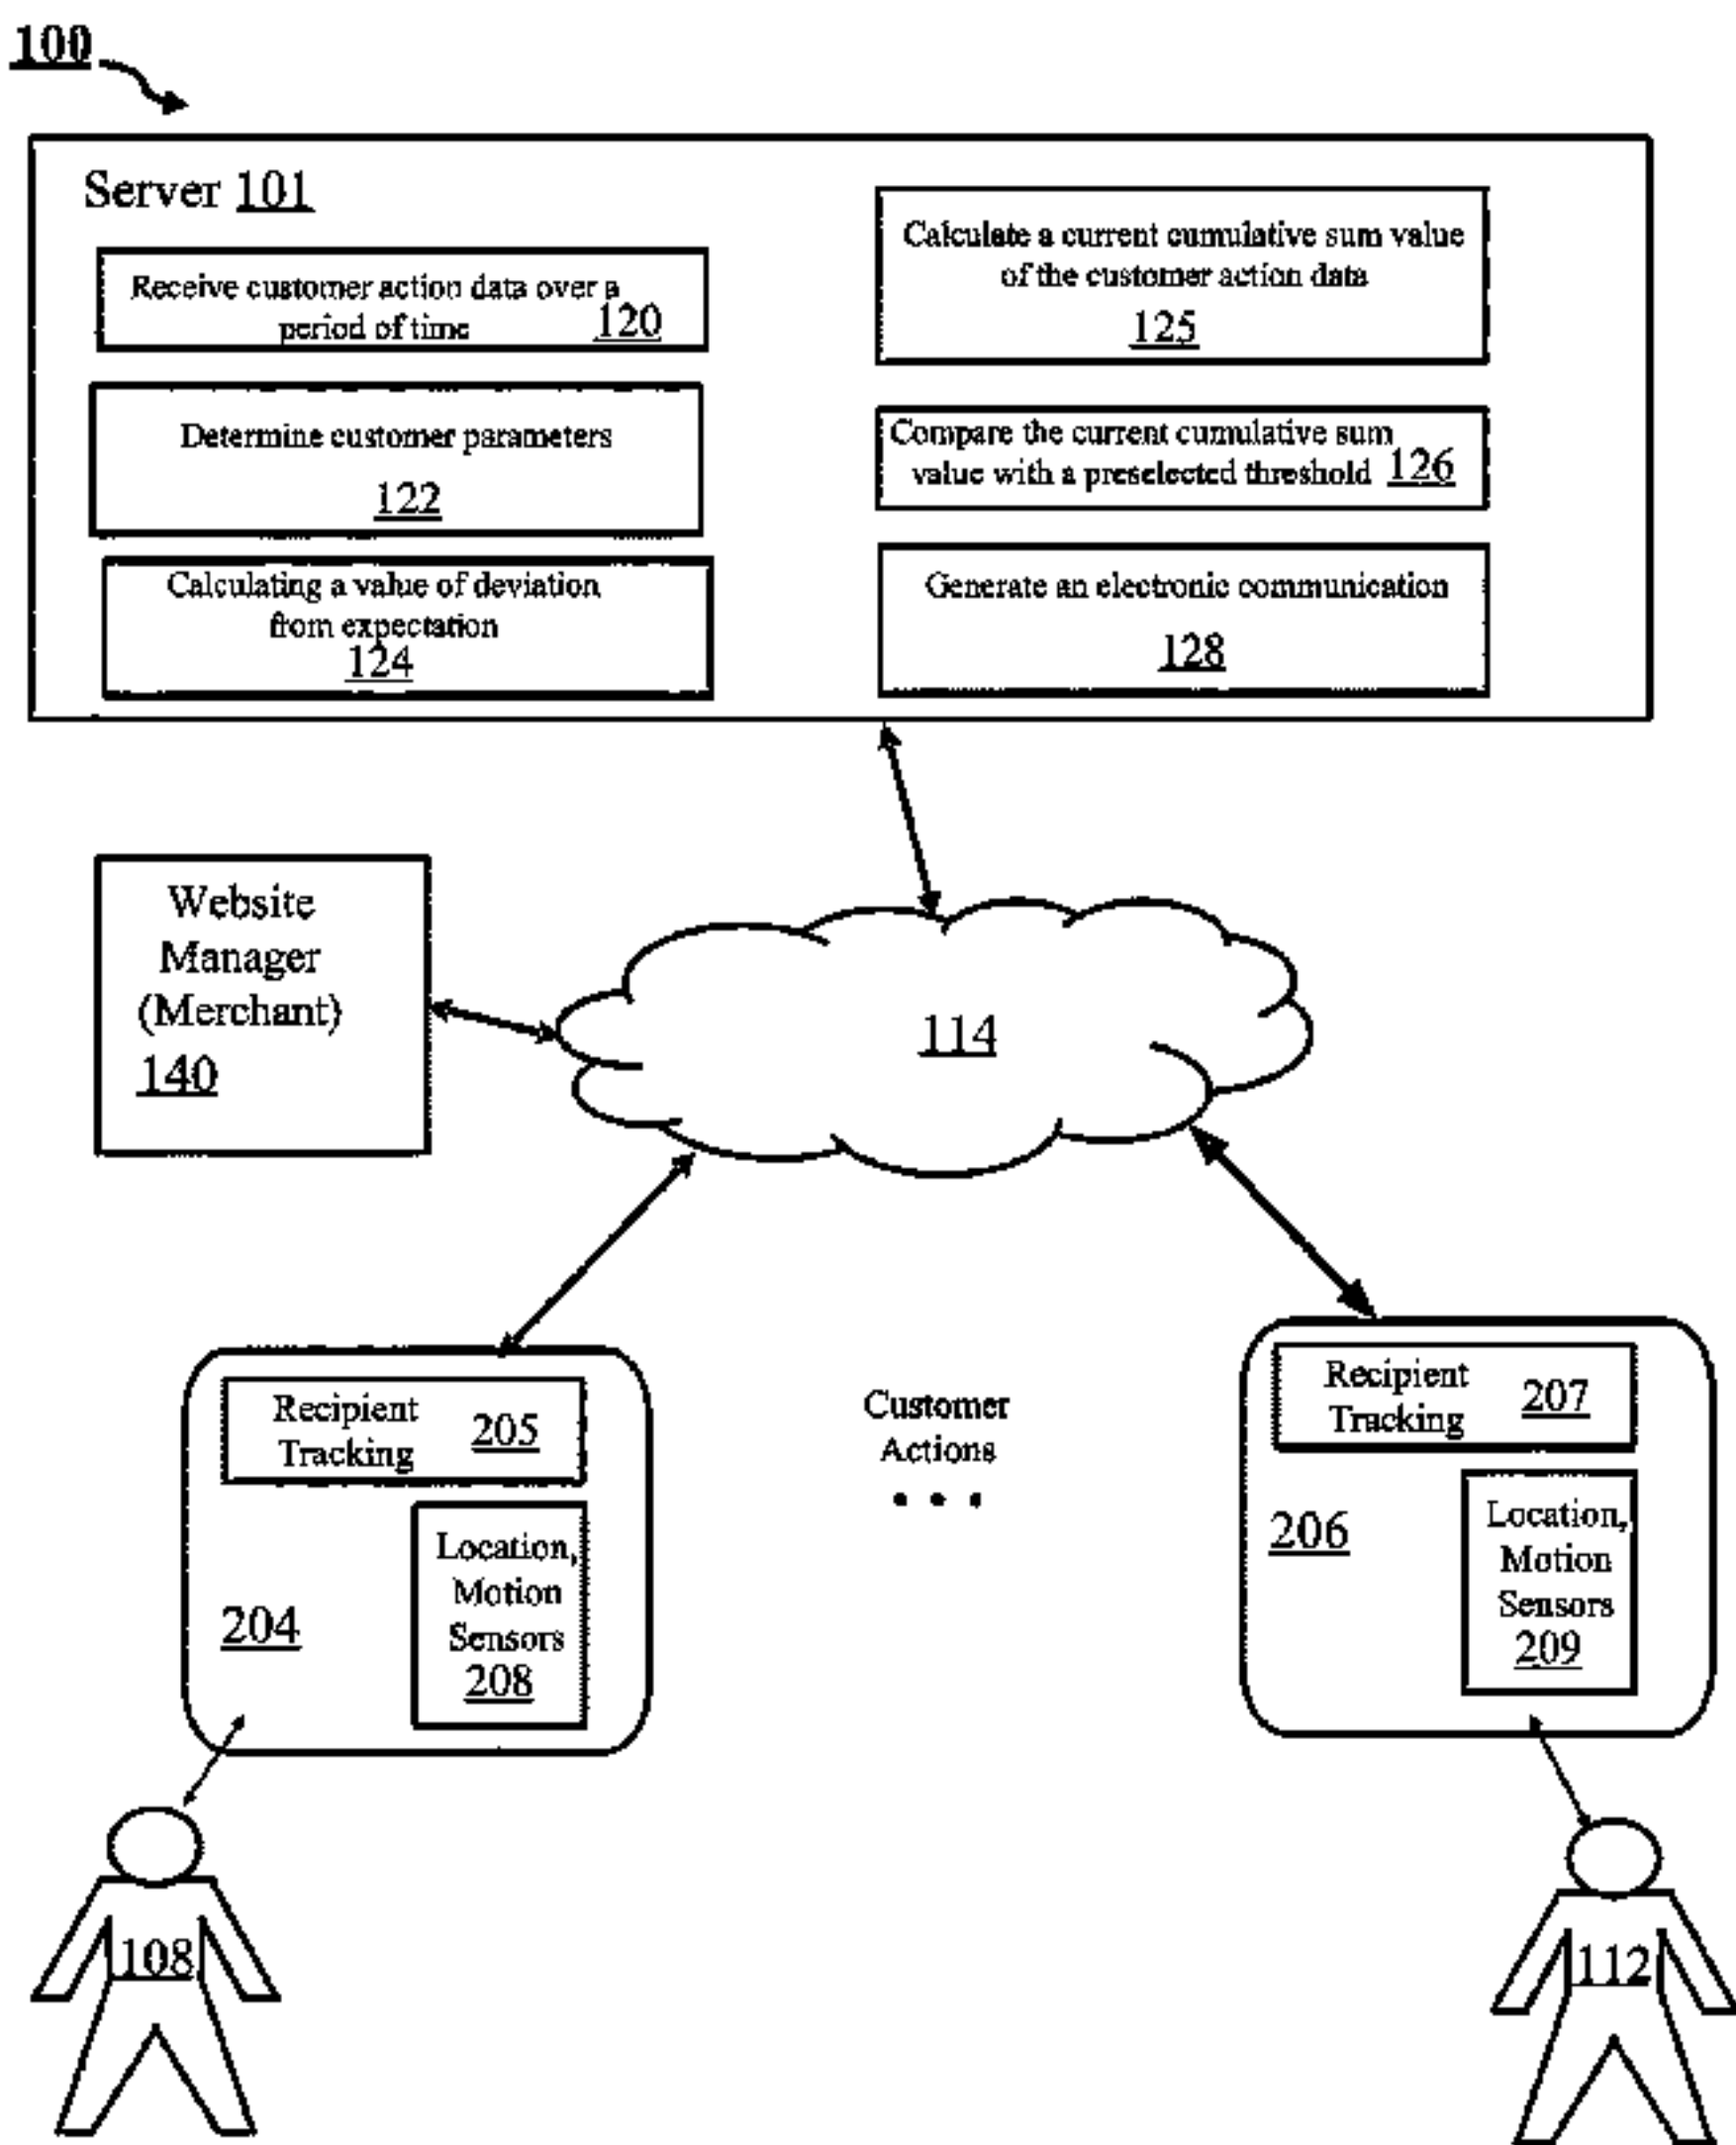 100
Server 101
Receive customer action data over a
period of time 120
Determine customer parameters
122
Calculating a value of deviation
from expectation
124
Calculate a current cumulative sum value
of the customer action data
125
Compare the current cumulative sum
value with a preselected threshold 126
Generate an electronic communication
128
Website
Manager
(Merchant)
140
114
Recipient
Tracking 205
Location,
Motion
Sensors
208
204
Customer
Actions
• • •
Recipient
Tracking 207
Location,
Motion
Sensors
209
206
108
112